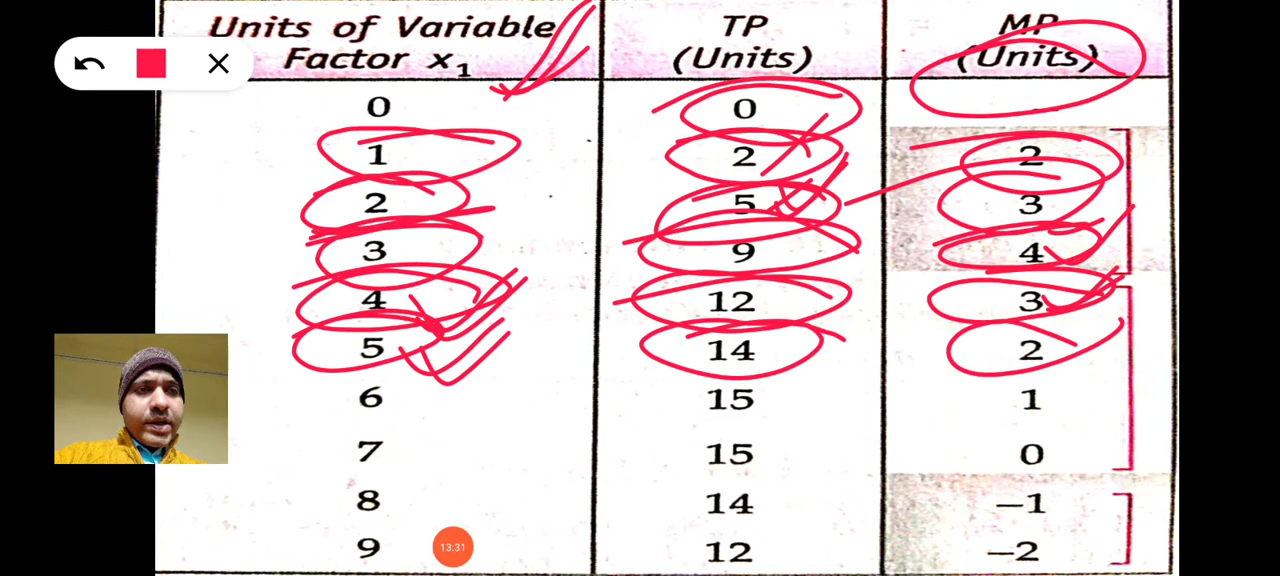 Units of Variable Factor x₁ | TP (Units) | MP (Units)
0 | 0 | —
1 | 2 | 2
2 | 5 | 3
3 | 9 | 4
4 | 12 | 3
5 | 14 | 2
6 | 15 | 1
7 | 15 | 0
8 | 14 | –1
9 | 12 | –2
13:31